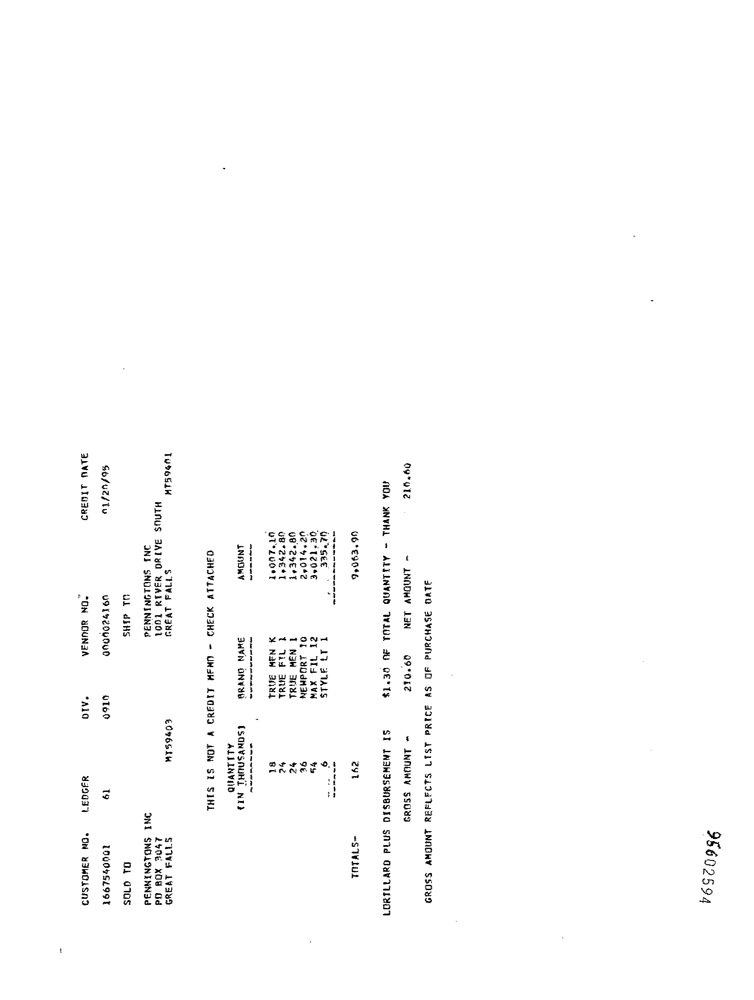 CUSTOMER NO. LEDGER DIV. VENDOR NO. CREDIT DATE
1667540001 61 0910 0000024160 01/20/95
SOLD TO SHIP TO
PENNINGTONS INC PENNINGTONS INC
PO BOX 3047 1001 RIVER DRIVE SOUTH
GREAT FALLS MT59403 GREAT FALLS MT59401
THIS IS NOT A CREDIT MEMO - CHECK ATTACHED
QUANTITY
(IN THOUSANDS) BRAND NAME AMOUNT
18 TRUE MEN K 1,007.10
24 TRUE FIL 1 1,342.80
24 TRUE MEN 1 1,342.80
36 NEWPORT 10 2,014.20
54 MAX FIL 12 3,021.30
6 STYLE LT 1 335.70
TOTALS- 162 9,063.90
LORILLARD PLUS DISBURSEMENT IS $1.30 OF TOTAL QUANTITY - THANK YOU
GROSS AMOUNT - 210.60 NET AMOUNT - 210.60
GROSS AMOUNT REFLECTS LIST PRICE AS OF PURCHASE DATE
95602594